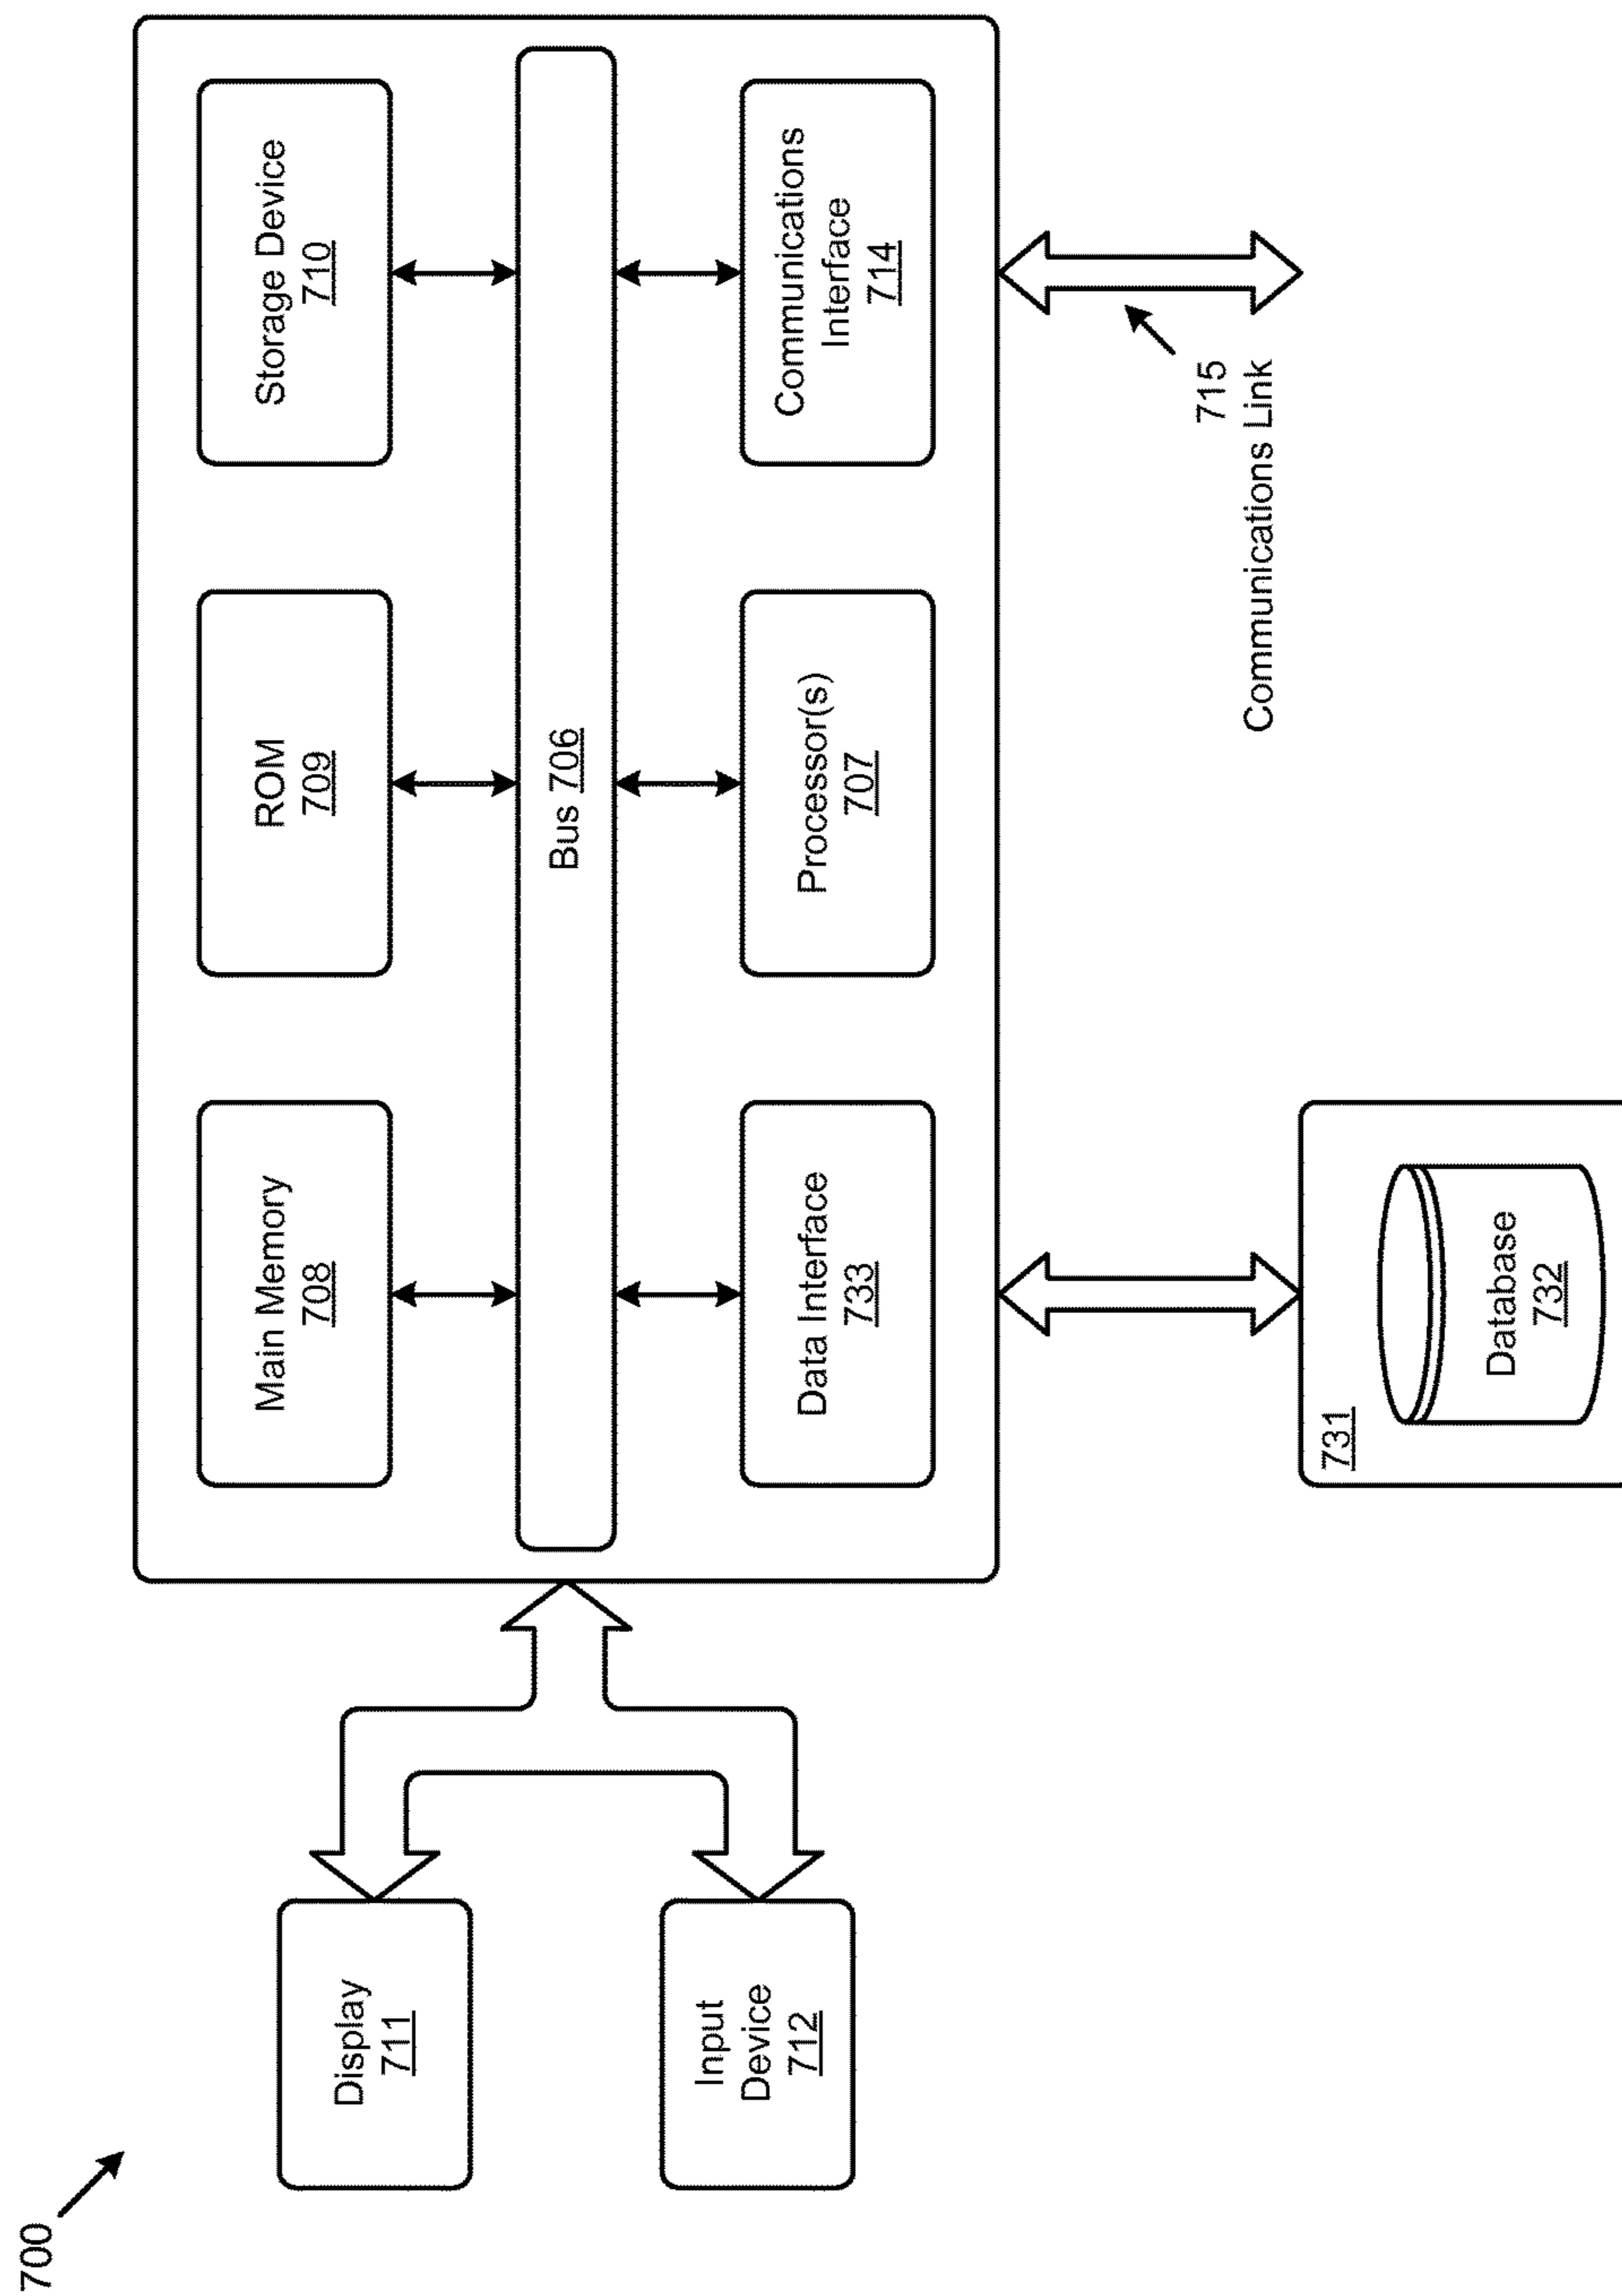 700
Display
711
Input
Device
712
Main Memory
708
ROM
709
Storage Device
710
Bus 706
Data Interface
733
Processor(s)
707
Communications
Interface
714
715
Communications Link
731
Database
732